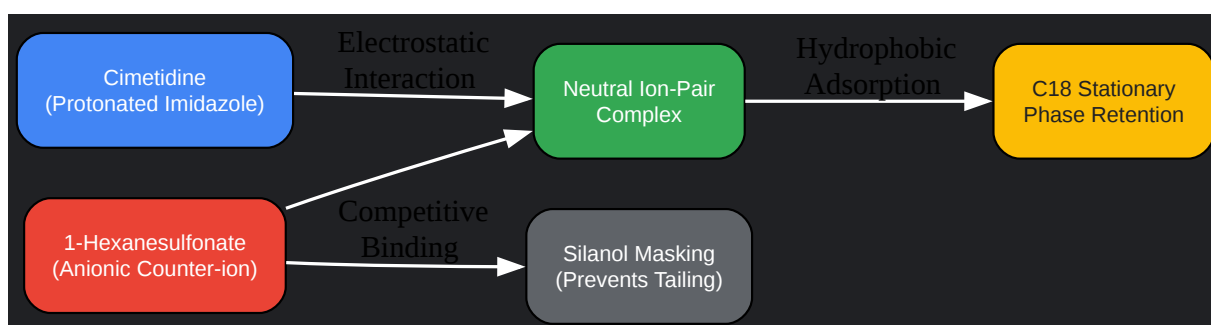 Cimetidine
(Protonated Imidazole)
Electrostatic
Interaction
Neutral Ion-Pair
Complex
Hydrophobic
Adsorption
C18 Stationary
Phase Retention
1-Hexanesulfonate
(Anionic Counter-ion)
Competitive
Binding
Silanol Masking
(Prevents Tailing)